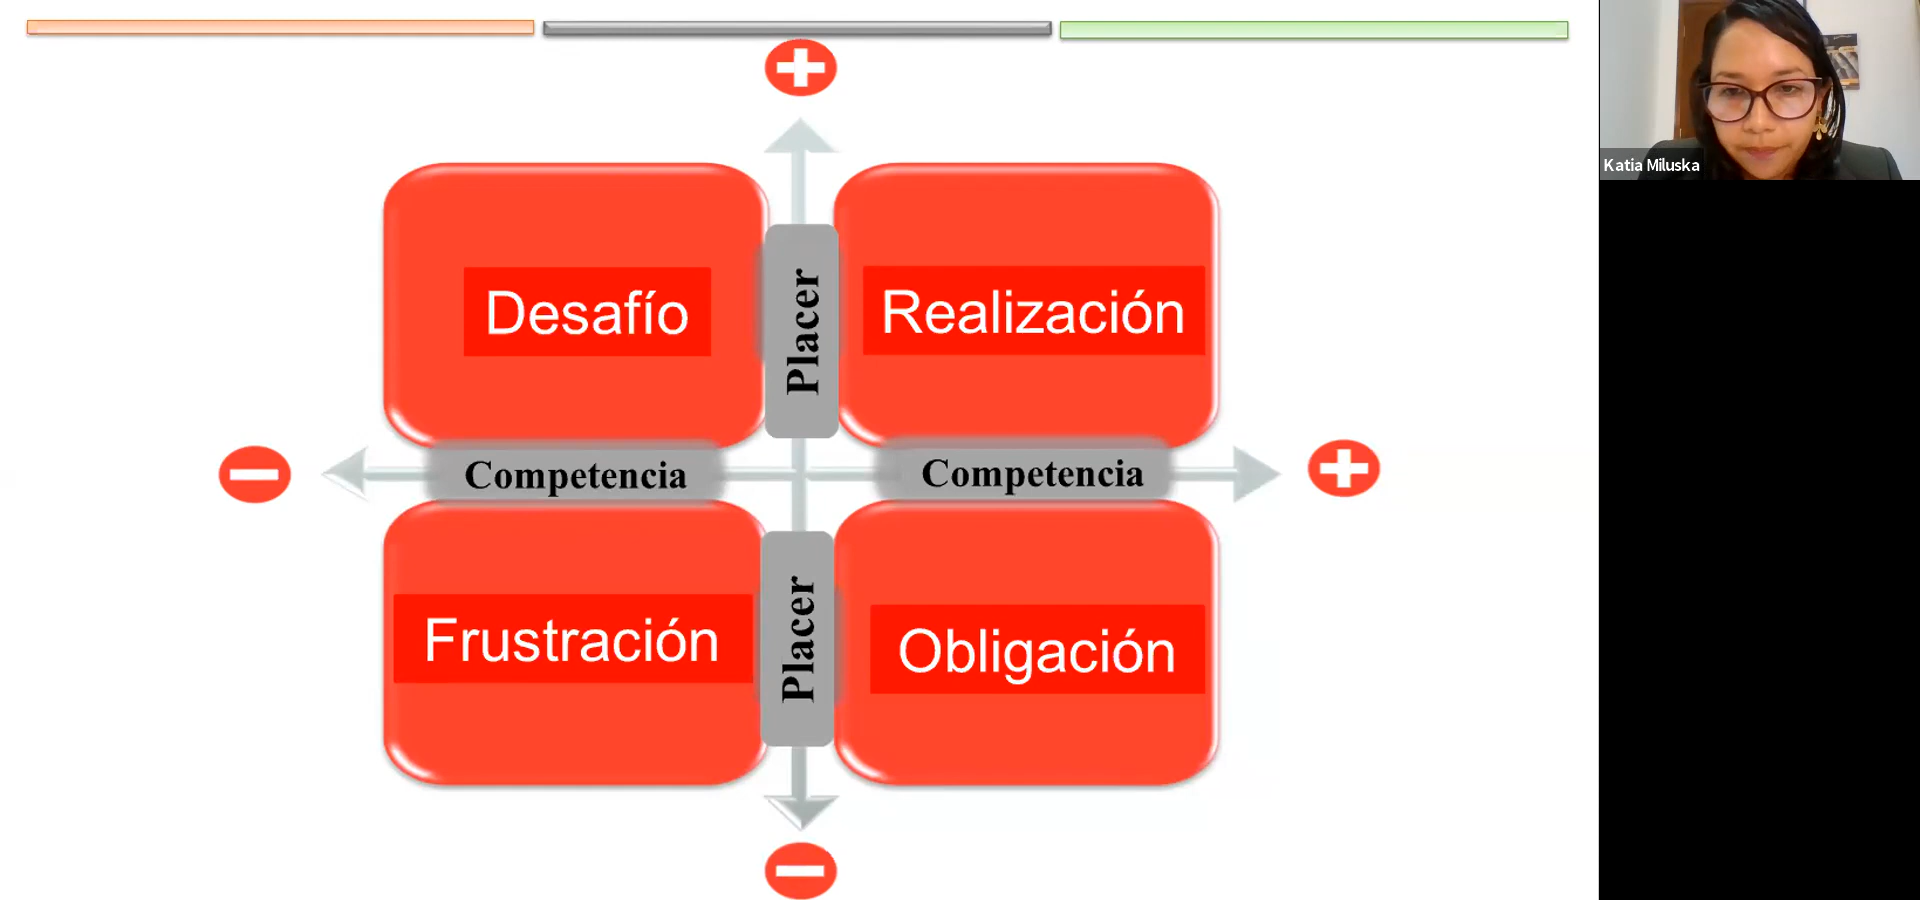 Katia Miluska
Desafío
Placer
Realización
Competencia
Competencia
Frustración
Placer
Obligación